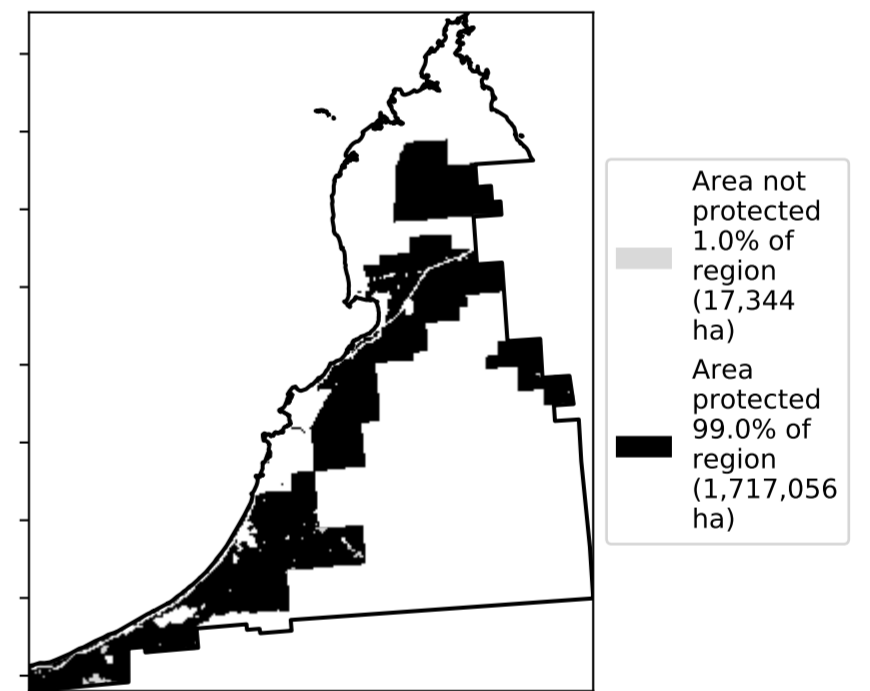 Area not
protected
1.0% of
region
(17,344
ha)
Area
protected
99.0% of
region
(1,717,056
ha)